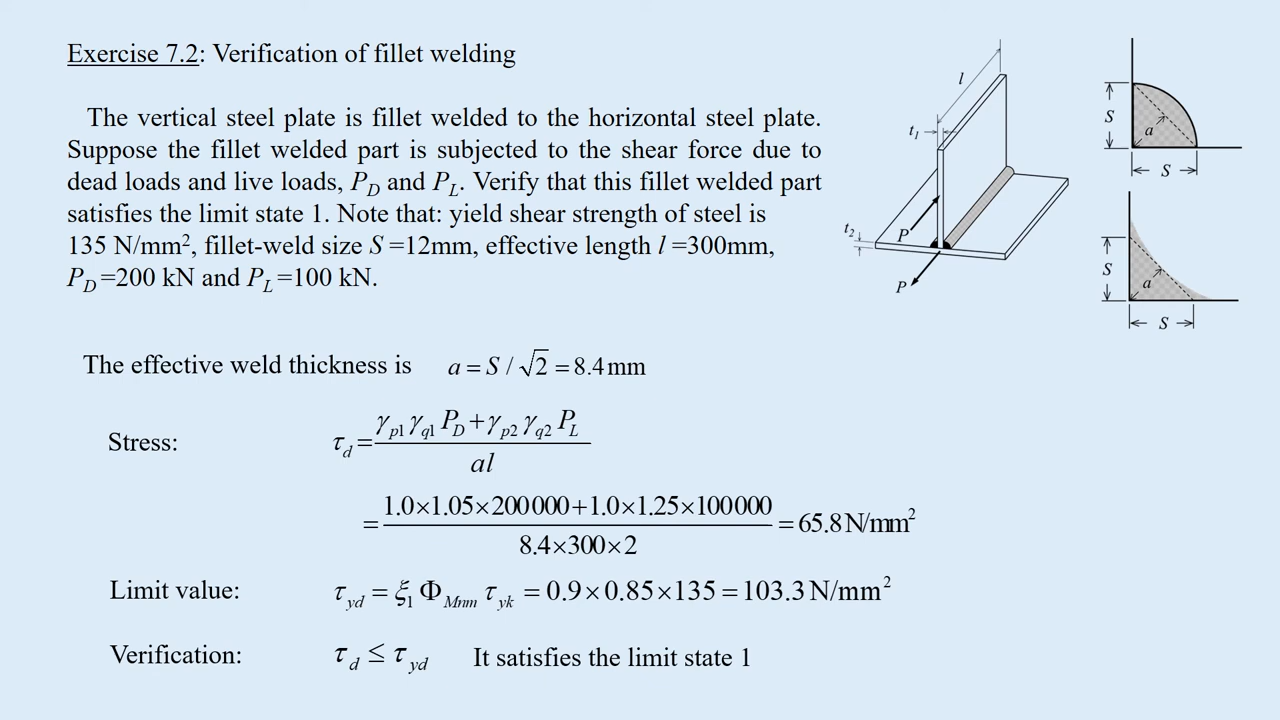 Exercise 7.2: Verification of fillet welding
The vertical steel plate is fillet welded to the horizontal steel plate.
Suppose the fillet welded part is subjected to the shear force due to
dead loads and live loads, P_D and P_L. Verify that this fillet welded part
satisfies the limit state 1. Note that: yield shear strength of steel is
135 N/mm², fillet-weld size S =12mm, effective length l =300mm,
P_D =200 kN and P_L =100 kN.
l
t_1
t_2
P
P
S
a
S
S
a
S
The effective weld thickness is a = S / √2 = 8.4 mm
Stress: τ_d = (γ_p1 γ_q1 P_D + γ_p2 γ_q2 P_L) / al
= (1.0×1.05×200000+1.0×1.25×100000) / (8.4×300×2) = 65.8 N/mm²
Limit value: τ_yd = ξ_1 Φ_Mnm τ_yk = 0.9×0.85×135 = 103.3 N/mm²
Verification: τ_d ≤ τ_yd It satisfies the limit state 1